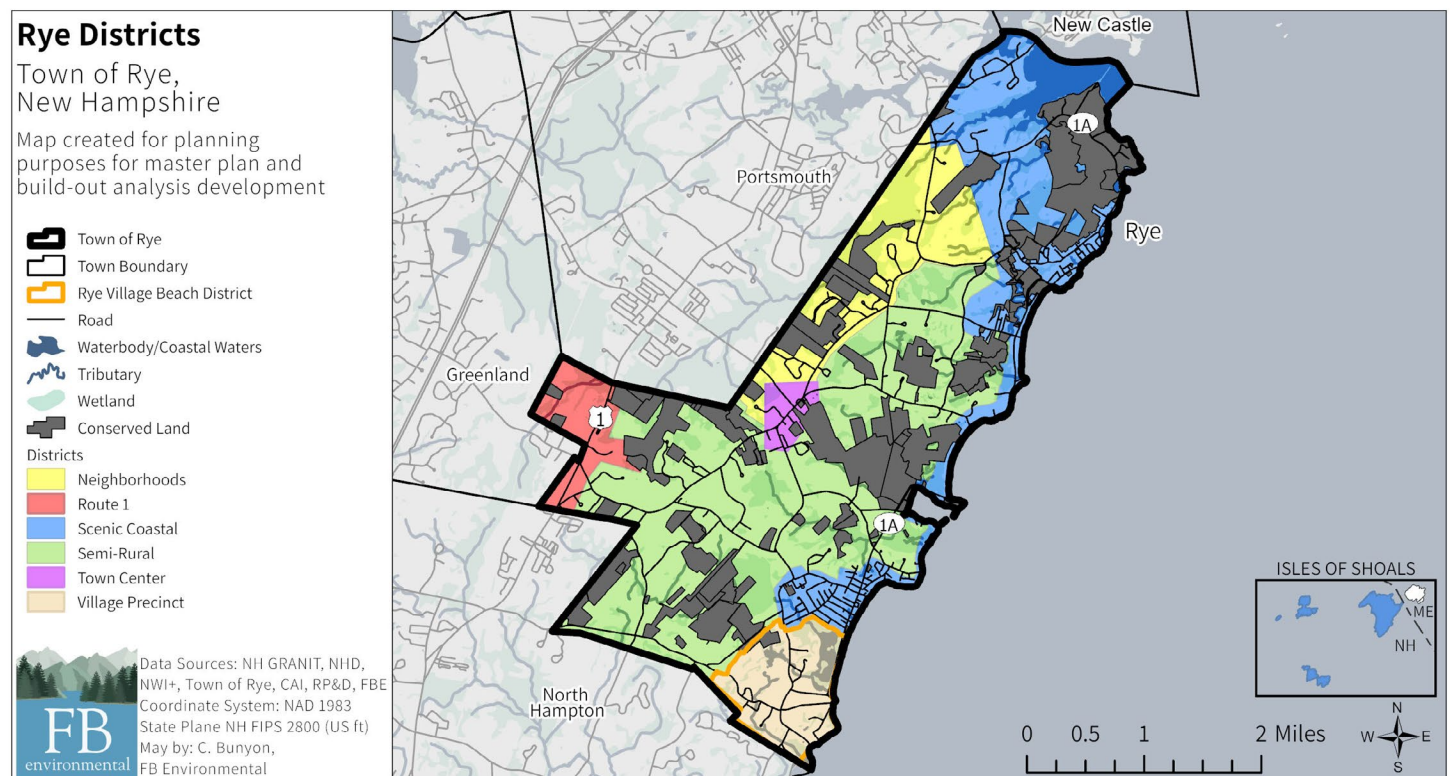 Rye Districts
Town of Rye,
New Hampshire
Map created for planning
purposes for master plan and
build-out analysis development
Town of Rye
Town Boundary
Rye Village Beach District
Road
Waterbody/Coastal Waters
Tributary
Wetland
Conserved Land
Districts
Neighborhoods
Route 1
Scenic Coastal
Semi-Rural
Town Center
Village Precinct
FB
environmental
Data Sources: NH GRANIT, NHD,
NWI+, Town of Rye, CAI, RP&D, FBE
Coordinate System: NAD 1983
State Plane NH FIPS 2800 (US ft)
May by: C. Bunyon,
FB Environmental
New Castle
1A
Portsmouth
Rye
Greenland
1
1A
North
Hampton
ISLES OF SHOALS
ME
NH
0 0.5 1 2 Miles
N
W E
S